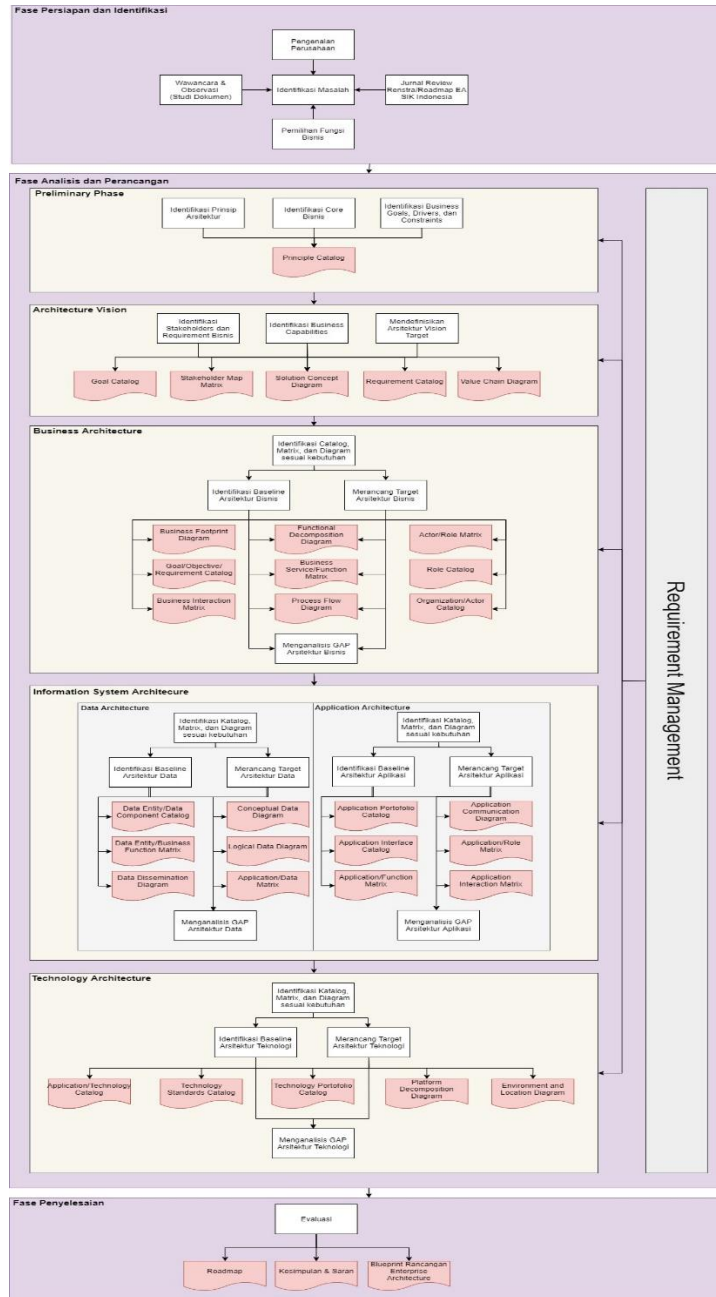 Fase Persiapan dan Identifikasi
Pengenalan
Perusahaan
Wawancara &
Observasi
(Studi Dokumen)
Identifikasi Masalah
Jurnal Review
Renstra/Roadmap EA
SIK Indonesia
Pemilihan Fungsi
Bisnis
Fase Analisis dan Perancangan
Preliminary Phase
Identifikasi Prinsip
Arsitektur
Identifikasi Core
Bisnis
Identifikasi Business
Goals, Drivers, dan
Constraints
Principle Catalog
Architecture Vision
Identifikasi
Stakeholders dan
Requirement Bisnis
Identifikasi Business
Capabilities
Mendefinisikan
Arsitektur Vision
Target
Goal Catalog
Stakeholder Map
Matrix
Solution Concept
Diagram
Requirement Catalog
Value Chain Diagram
Business Architecture
Identifikasi Catalog,
Matrix, dan Diagram
sesuai kebutuhan
Identifikasi Baseline
Arsitektur Bisnis
Merancang Target
Arsitektur Bisnis
Business Footprint
Diagram
Functional
Decomposition
Diagram
Actor/Role Matrix
Goal/Objective/
Requirement Catalog
Business
Service/Function
Matrix
Role Catalog
Business Interaction
Matrix
Process Flow
Diagram
Organization/Actor
Catalog
Menganalisis GAP
Arsitektur Bisnis
Information System Architecure
Data Architecture
Identifikasi Katalog,
Matrix, dan Diagram
sesuai kebutuhan
Identifikasi Baseline
Arsitektur Data
Merancang Target
Arsitektur Data
Data Entity/Data
Component Catalog
Conceptual Data
Diagram
Data Entity/Business
Function Matrix
Logical Data Diagram
Data Dissemination
Diagram
Application/Data
Matrix
Menganalisis GAP
Arsitektur Data
Application Architecture
Identifikasi Katalog,
Matrix, dan Diagram
sesuai kebutuhan
Identifikasi Baseline
Arsitektur Aplikasi
Merancang Target
Arsitektur Aplikasi
Application Portofolio
Catalog
Application
Communication
Diagram
Application Interface
Catalog
Application/Role
Matrix
Application/Function
Matrix
Application
Interaction Matrix
Menganalisis GAP
Arsitektur Aplikasi
Technology Architecture
Identifikasi Katalog,
Matrix, dan Diagram
sesuai kebutuhan
Identifikasi Baseline
Arsitektur Teknologi
Merancang Target
Arsitektur Teknologi
Application/Technology
Catalog
Technology
Standards Catalog
Technology Portofolio
Catalog
Platform
Decomposition
Diagram
Environment and
Location Diagram
Menganalisis GAP
Arsitektur Teknologi
Requirement Management
Fase Penyelesaian
Evaluasi
Roadmap
Kesimpulan & Saran
Blueprint Rancangan
Enterprise
Architecture